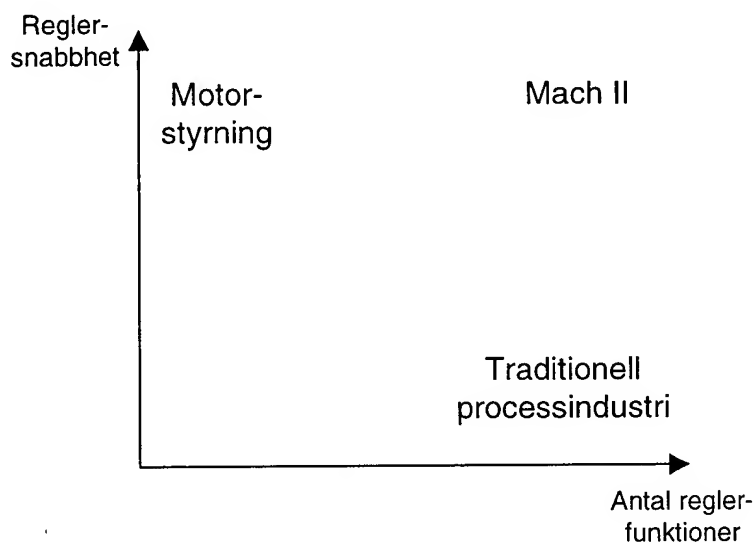 Regler-
snabbhet
Motor-
styrning
Mach II
Traditionell
processindustri
Antal regler-
funktioner